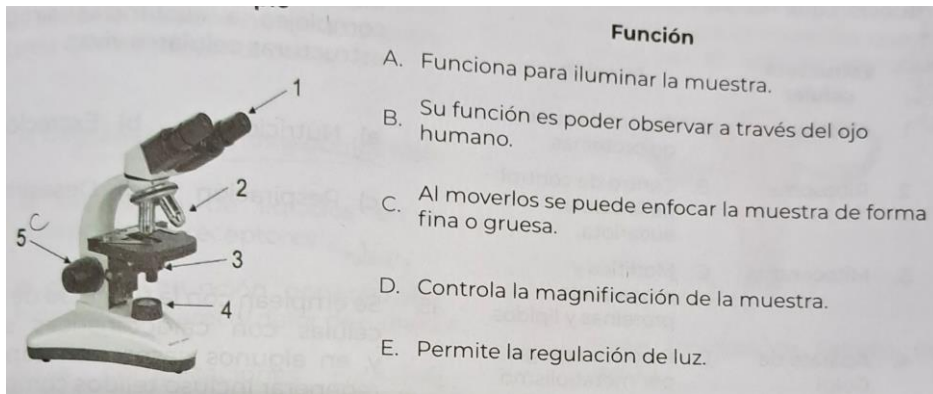 Función
A. Funciona para iluminar la muestra.
B. Su función es poder observar a través del ojo
humano.
C. Al moverlos se puede enfocar la muestra de forma
fina o gruesa.
D. Controla la magnificación de la muestra.
E. Permite la regulación de luz.
1
2
C
5
3
4